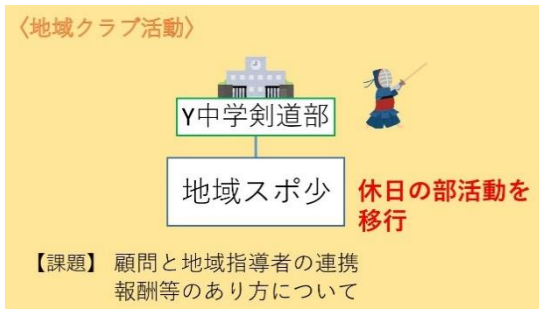 〈地域クラブ活動〉
Y中学剣道部
地域スポ少
休日の部活動を
移行
【課題】 顧問と地域指導者の連携
報酬等のあり方について